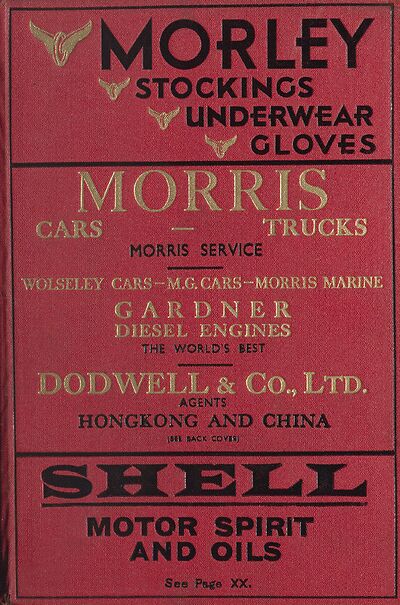 MORLEY
STOCKINGS
UNDERWEAR
GLOVES
MORRIS
CARS — TRUCKS
MORRIS SERVICE
WOLSELEY CARS—M.G. CARS—MORRIS MARINE
GARDNER
DIESEL ENGINES
THE WORLD'S BEST
DODWELL & CO., LTD.
AGENTS
HONGKONG AND CHINA
(SEE BACK COVER)
SHELL
MOTOR SPIRIT
AND OILS
See Page XX.